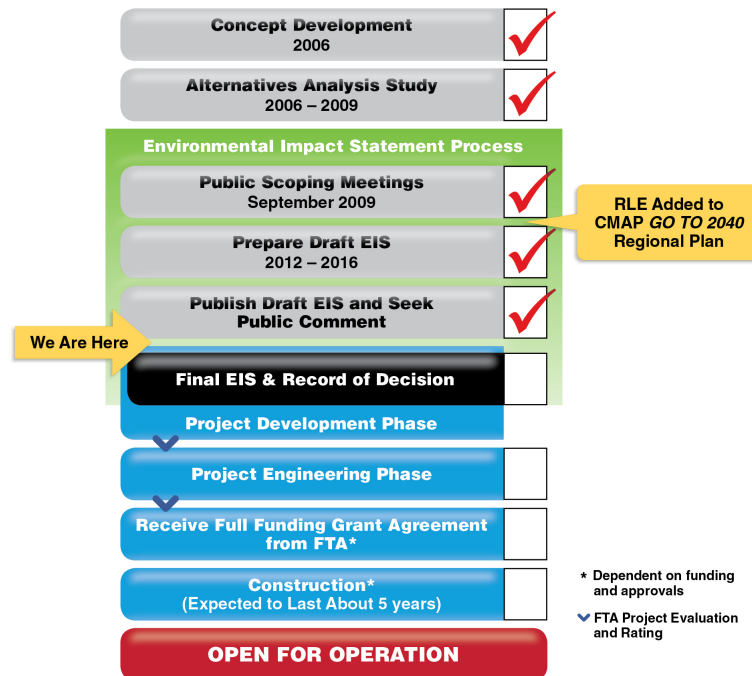 Concept Development
2006
Alternatives Analysis Study
2006 – 2009
Environmental Impact Statement Process
Public Scoping Meetings
September 2009
RLE Added to
CMAP GO TO 2040
Regional Plan
Prepare Draft EIS
2012 – 2016
Publish Draft EIS and Seek
Public Comment
We Are Here
Final EIS & Record of Decision
Project Development Phase
Project Engineering Phase
Receive Full Funding Grant Agreement
from FTA*
Construction*
(Expected to Last About 5 years)
* Dependent on funding
and approvals
FTA Project Evaluation
and Rating
OPEN FOR OPERATION